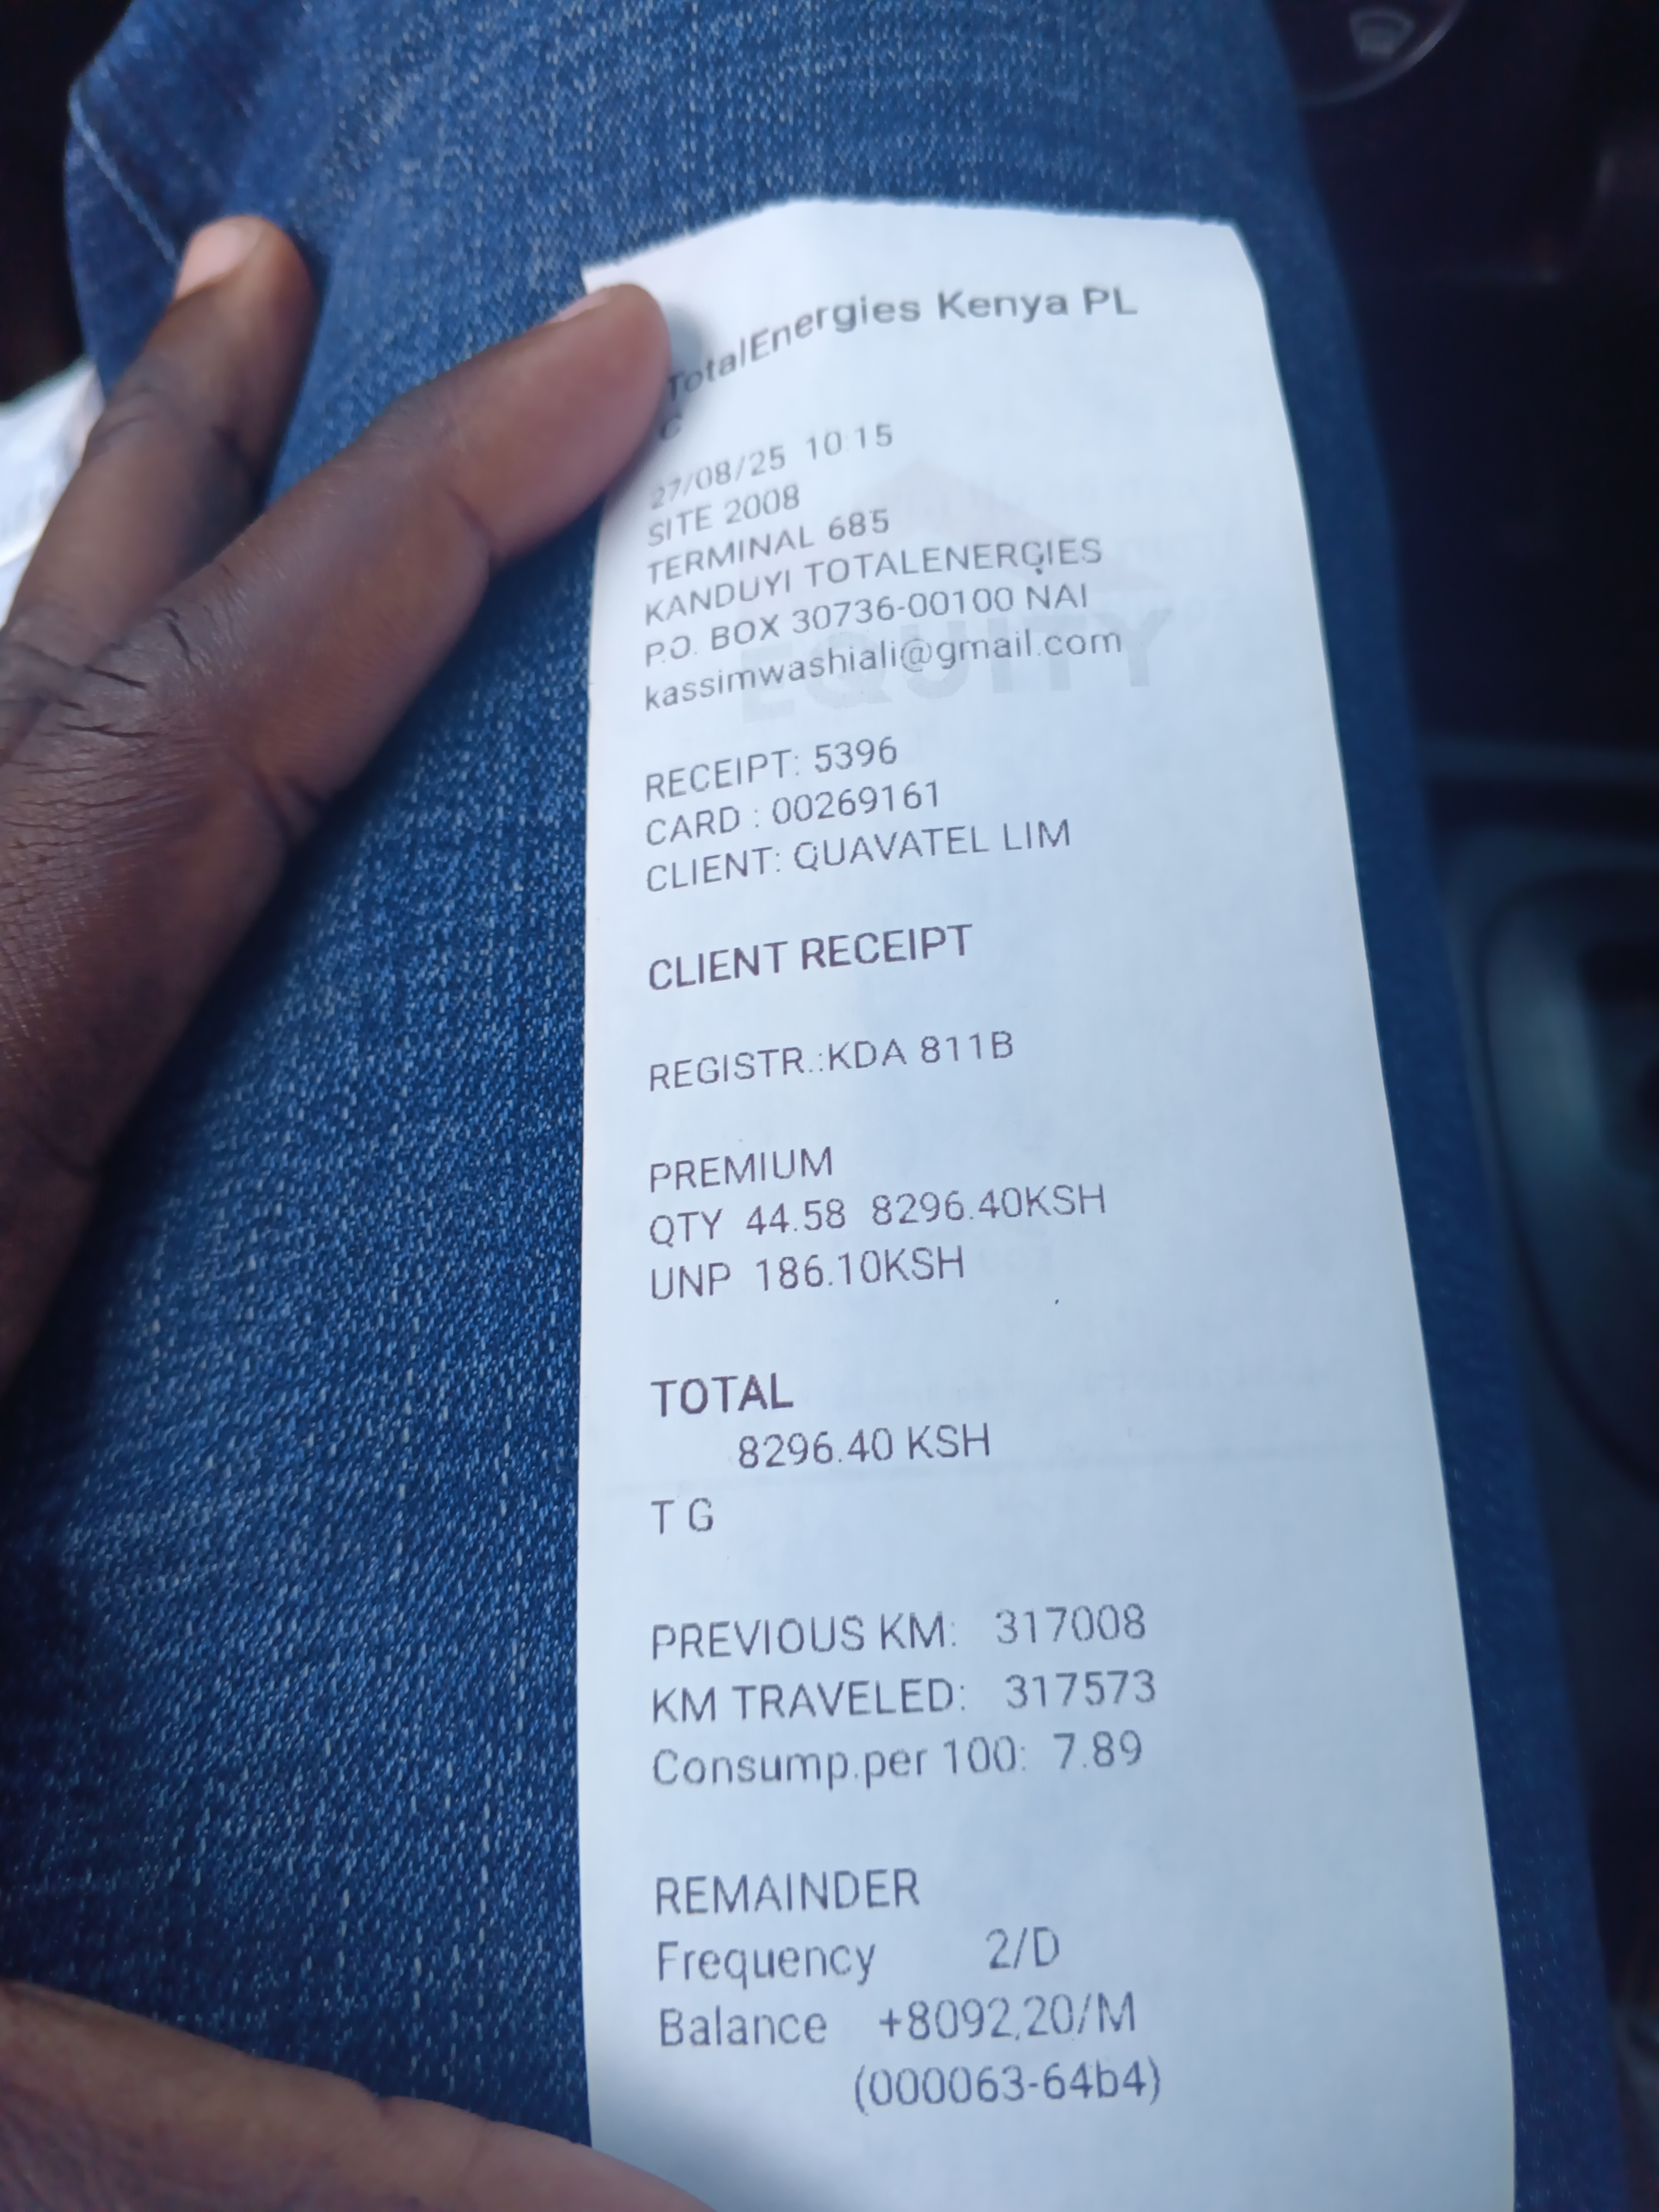 TotalEnergies Kenya PL
C
27/08/25 10:15
SITE 2008
TERMINAL 685
KANDUYI TOTALENERGIES
P.O. BOX 30736-00100 NAI
kassimwashiali@gmail.com
EQUITY
RECEIPT: 5396
CARD : 00269161
CLIENT: QUAVATEL LIM
CLIENT RECEIPT
REGISTR.:KDA 811B
PREMIUM
QTY 44.58 8296.40KSH
UNP 186.10KSH
TOTAL
8296.40 KSH
T G
PREVIOUS KM: 317008
KM TRAVELED: 317573
Consump.per 100: 7.89
REMAINDER
Frequency 2/D
Balance +8092,20/M
(000063-64b4)